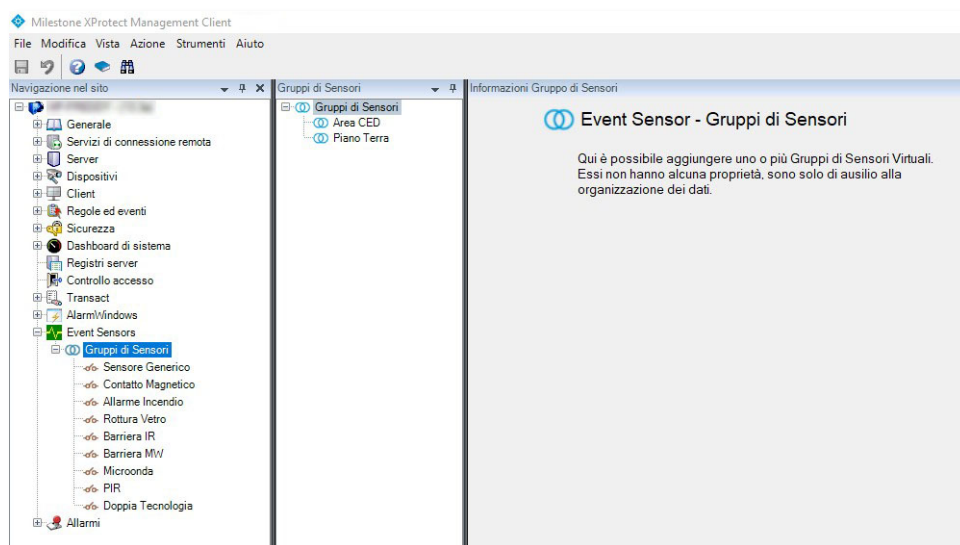 Milestone XProtect Management Client
File Modifica Vista Azione Strumenti Aiuto
Navigazione nel sito
Generale
Servizi di connessione remota
Server
Dispositivi
Client
Regole ed eventi
Sicurezza
Dashboard di sistema
Registri server
Controllo accesso
Transact
AlarmWindows
Event Sensors
Gruppi di Sensori
Sensore Generico
Contatto Magnetico
Allarme Incendio
Rottura Vetro
Barriera IR
Barriera MW
Microonda
PIR
Doppia Tecnologia
Allarmi
Gruppi di Sensori
Gruppi di Sensori
Area CED
Piano Terra
Informazioni Gruppo di Sensori
Event Sensor - Gruppi di Sensori
Qui è possibile aggiungere uno o più Gruppi di Sensori Virtuali.
Essi non hanno alcuna proprietà, sono solo di ausilio alla
organizzazione dei dati.